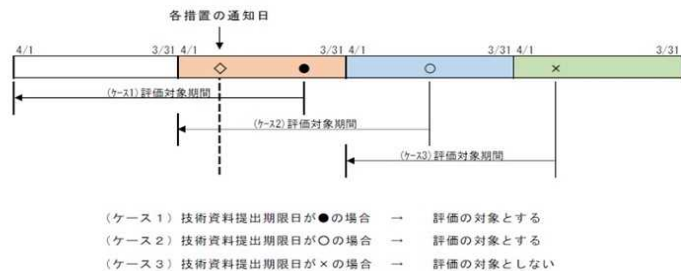 各措置の通知日
4/1 3/31 4/1 3/31 4/1 3/31 4/1 3/31
(ケース1)評価対象期間
(ケース2)評価対象期間
(ケース3)評価対象期間
(ケース1)技術資料提出期限日が●の場合 → 評価の対象とする
(ケース2)技術資料提出期限日が○の場合 → 評価の対象とする
(ケース3)技術資料提出期限日が×の場合 → 評価の対象としない